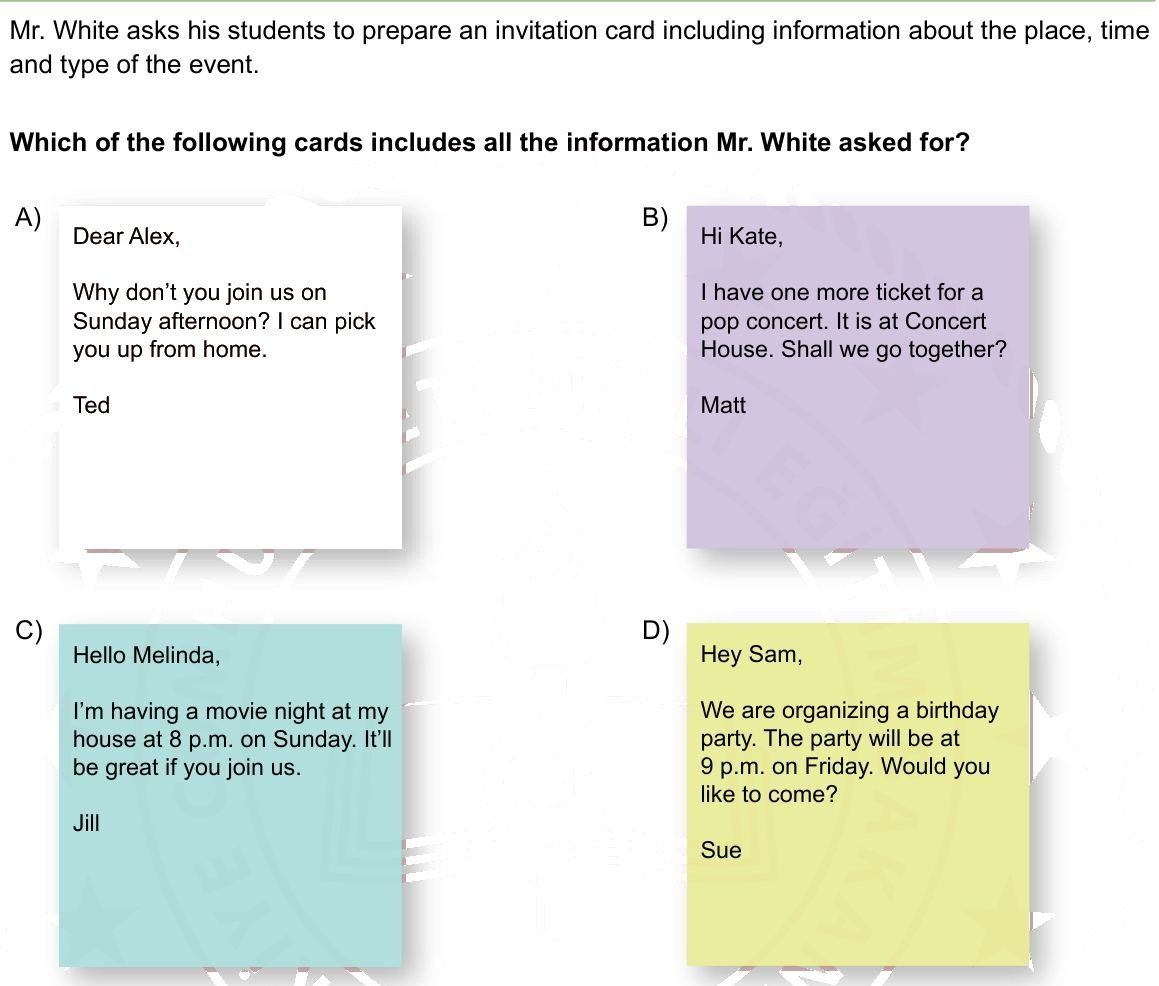 Mr. White asks his students to prepare an invitation card including information about the place, time
and type of the event.
Which of the following cards includes all the information Mr. White asked for?
A)
Dear Alex,
Why don’t you join us on
Sunday afternoon? I can pick
you up from home.
Ted
B)
Hi Kate,
I have one more ticket for a
pop concert. It is at Concert
House. Shall we go together?
Matt
C)
Hello Melinda,
I’m having a movie night at my
house at 8 p.m. on Sunday. It’ll
be great if you join us.
Jill
D)
Hey Sam,
We are organizing a birthday
party. The party will be at
9 p.m. on Friday. Would you
like to come?
Sue